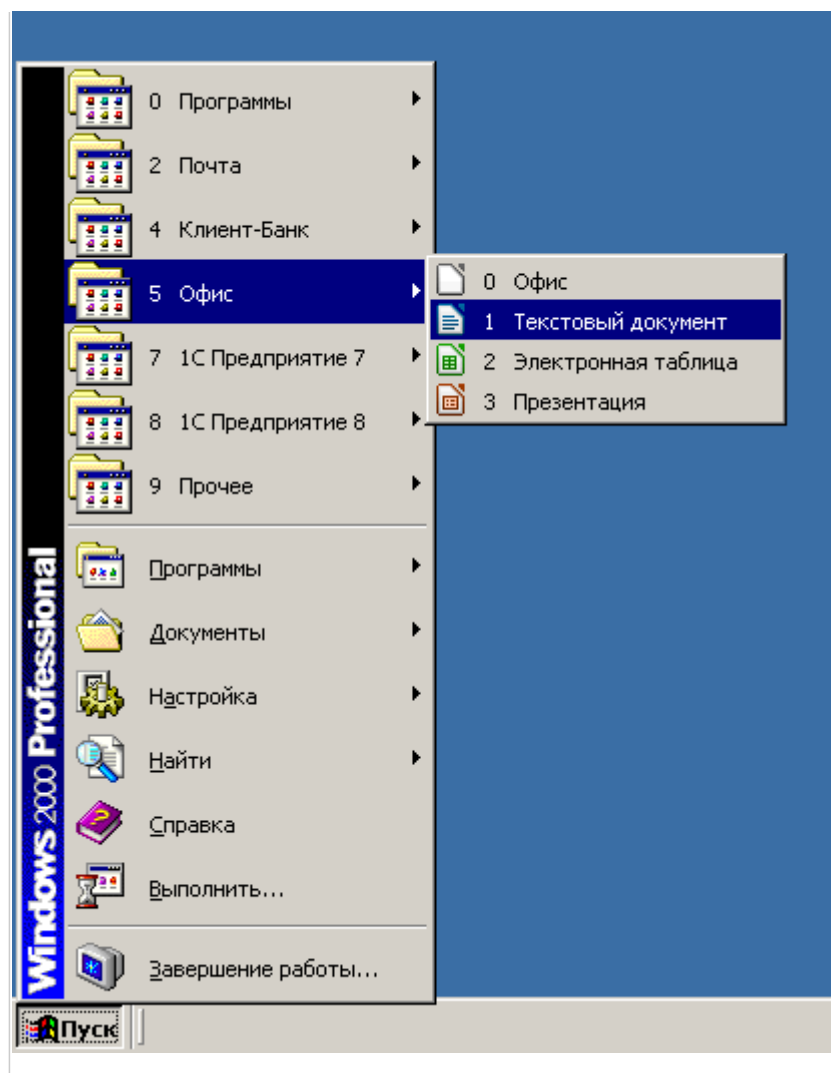 0 Программы
2 Почта
4 Клиент-Банк
5 Офис
0 Офис
1 Текстовый документ
2 Электронная таблица
3 Презентация
7 1С Предприятие 7
8 1С Предприятие 8
9 Прочее
Программы
Документы
Настройка
Найти
Справка
Выполнить...
Завершение работы...
Windows 2000 Professional
Пуск